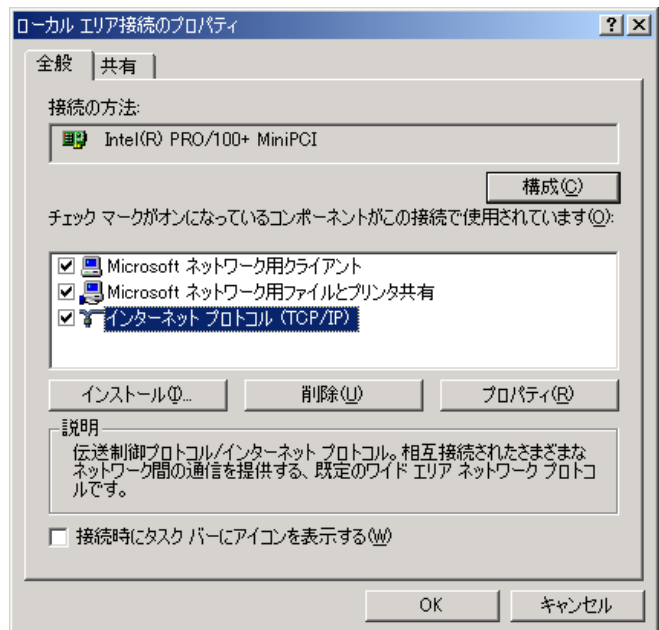 ローカル エリア接続のプロパティ
全般
共有
接続の方法:
Intel(R) PRO/100+ MiniPCI
構成(C)
チェック マークがオンになっているコンポーネントがこの接続で使用されています(O):
Microsoft ネットワーク用クライアント
Microsoft ネットワーク用ファイルとプリンタ共有
インターネット プロトコル (TCP/IP)
インストール(I)...
削除(U)
プロパティ(R)
説明
伝送制御プロトコル/インターネット プロトコル。相互接続されたさまざまな
ネットワーク間の通信を提供する、既定のワイド エリア ネットワーク プロトコ
ルです。
接続時にタスク バーにアイコンを表示する(W)
OK
キャンセル